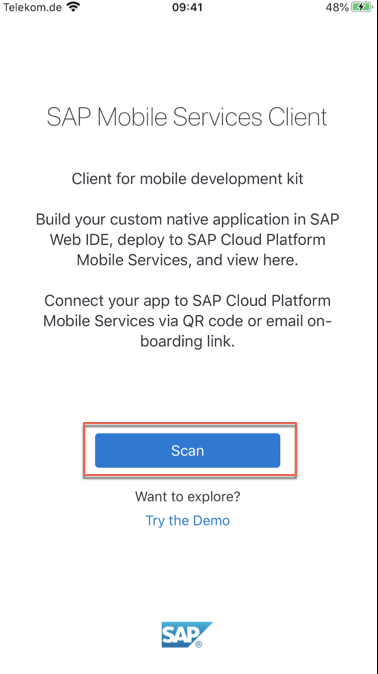 Telekom.de 09:41 48%
SAP Mobile Services Client
Client for mobile development kit
Build your custom native application in SAP
Web IDE, deploy to SAP Cloud Platform
Mobile Services, and view here.
Connect your app to SAP Cloud Platform
Mobile Services via QR code or email on-
boarding link.
Scan
Want to explore?
Try the Demo
SAP®